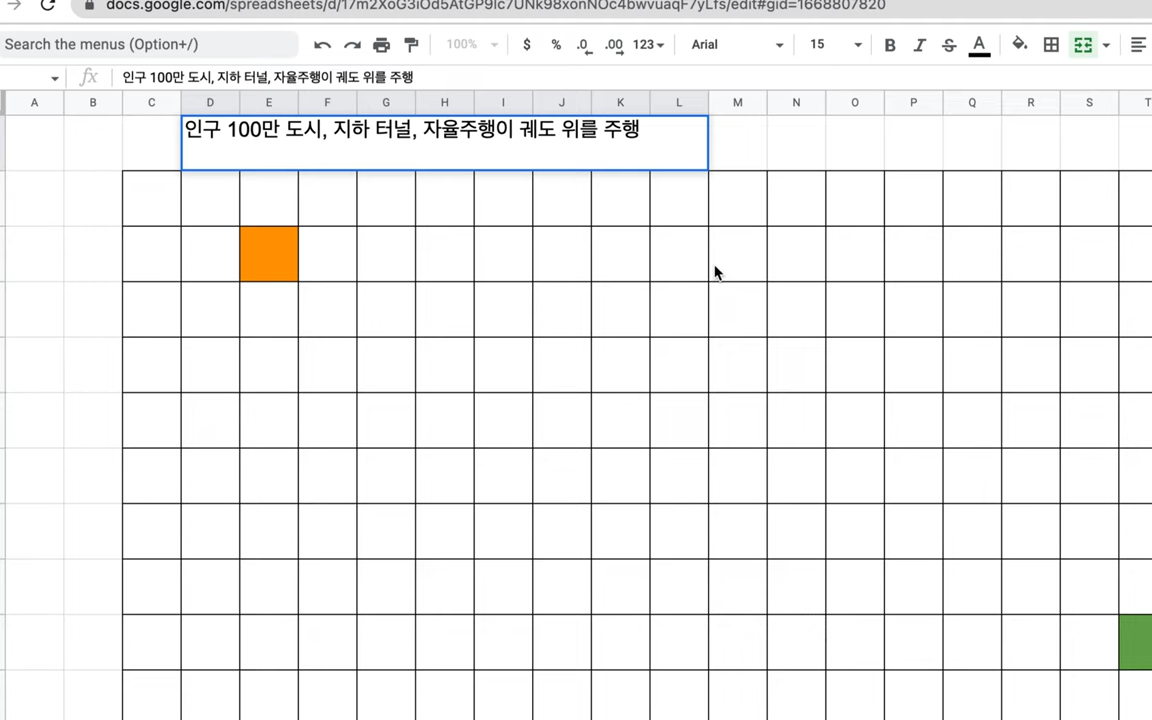 docs.google.com/spreadsheets/d/17m2XoG3iOd5AtGP9Ic7UNk98xonNOc4bwvuaqF7yLfs/edit#gid=1668807820
Search the menus (Option+/)
100% $ % .0 .00 123 Arial 15 B I S A
fx 인구 100만 도시, 지하 터널, 자율주행이 궤도 위를 주행
A B C D E F G H I J K L M N O P Q R S T
인구 100만 도시, 지하 터널, 자율주행이 궤도 위를 주행